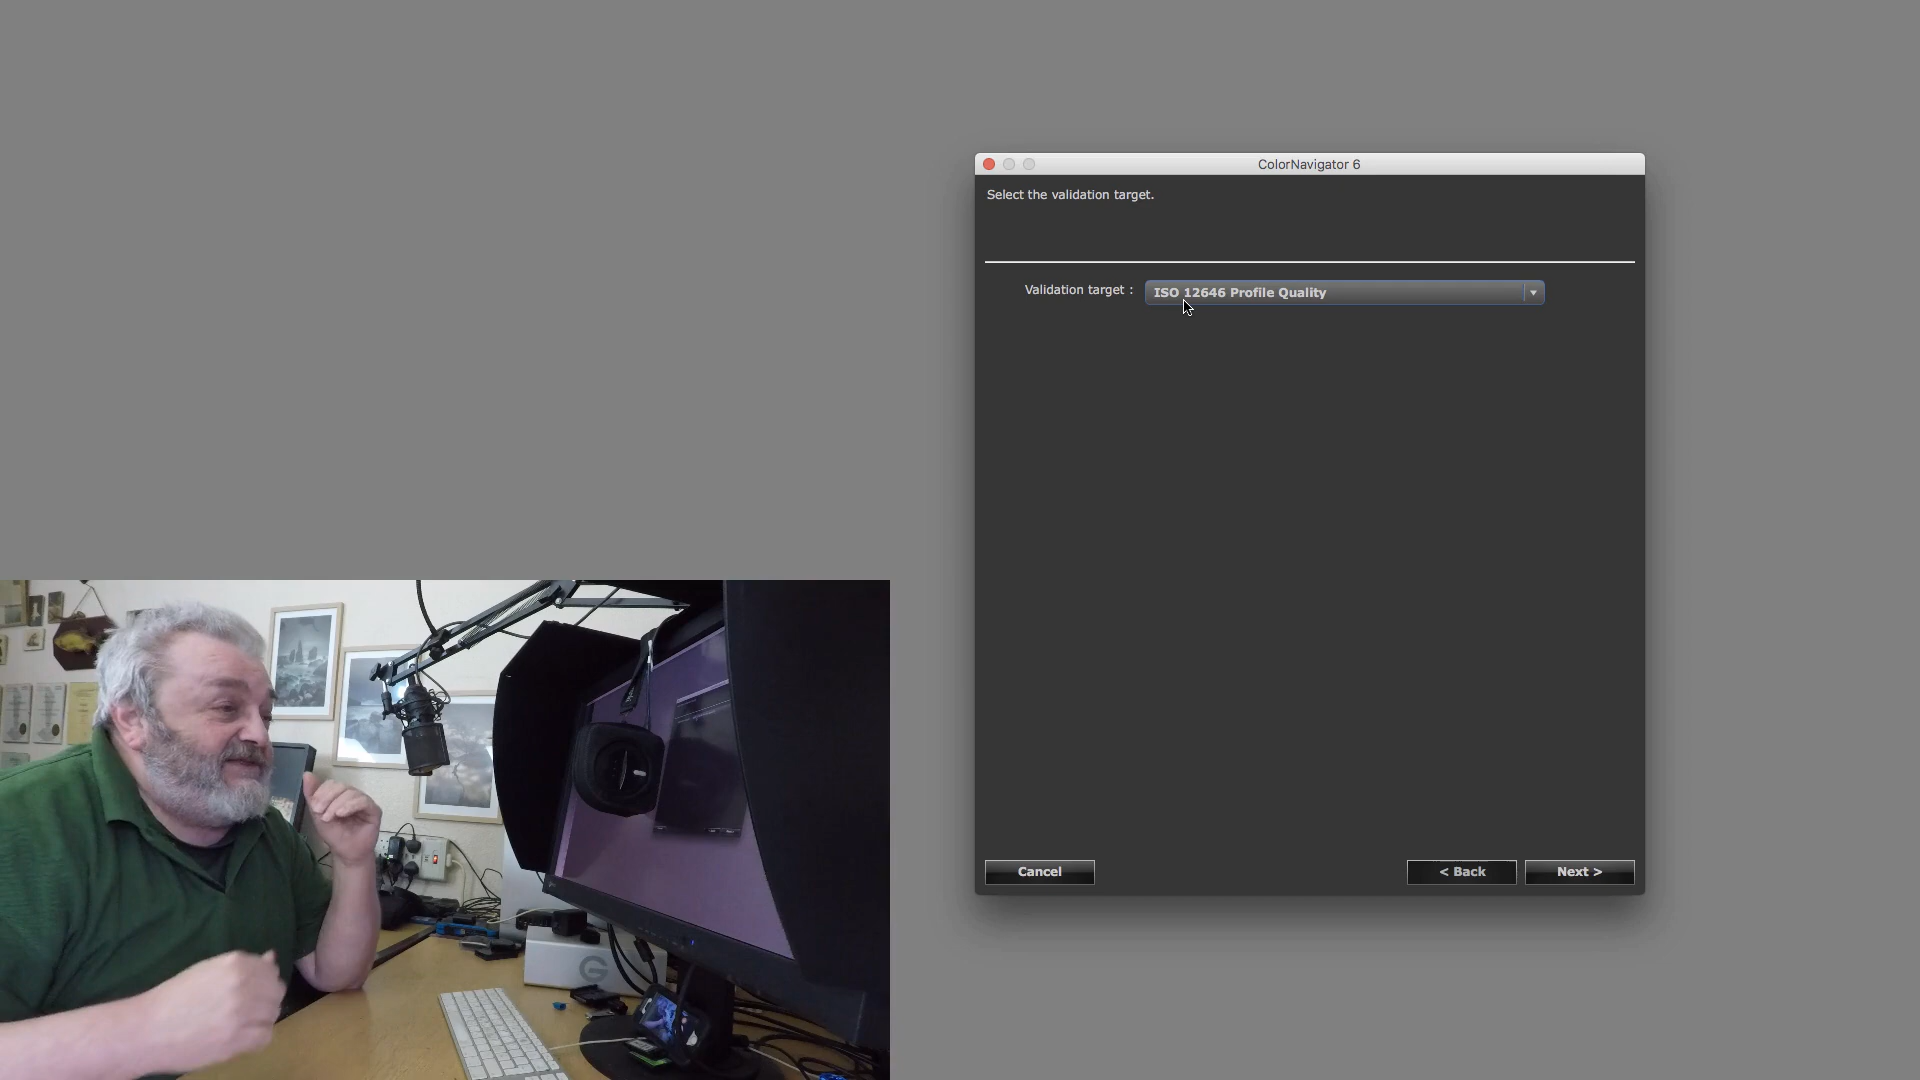 ColorNavigator 6
Select the validation target.
Validation target :
ISO 12646 Profile Quality
Cancel
< Back
Next >
G